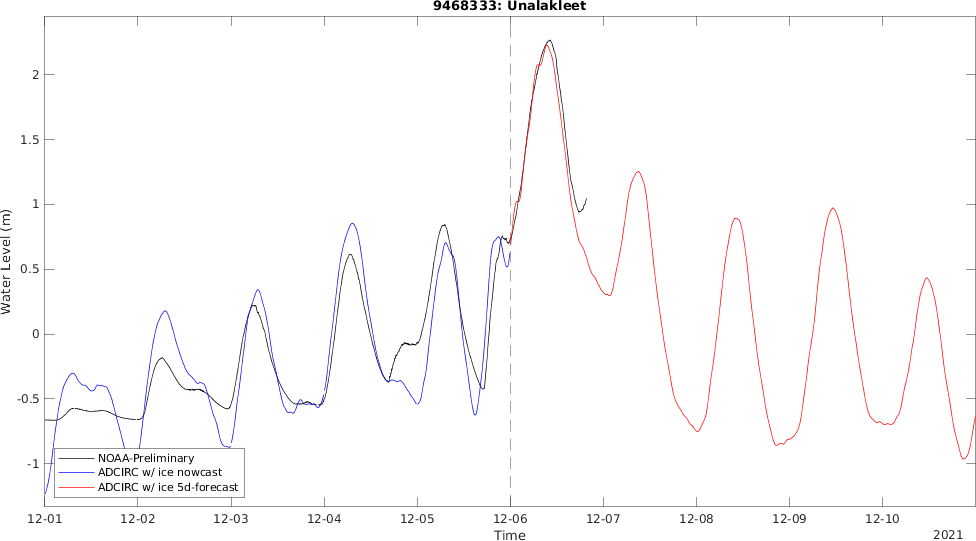 9468333: Unalakleet
Water Level (m)
2
1.5
1
0.5
0
-0.5
-1
NOAA-Preliminary
ADCIRC w/ ice nowcast
ADCIRC w/ ice 5d-forecast
12-01 12-02 12-03 12-04 12-05 12-06 12-07 12-08 12-09 12-10
Time
2021